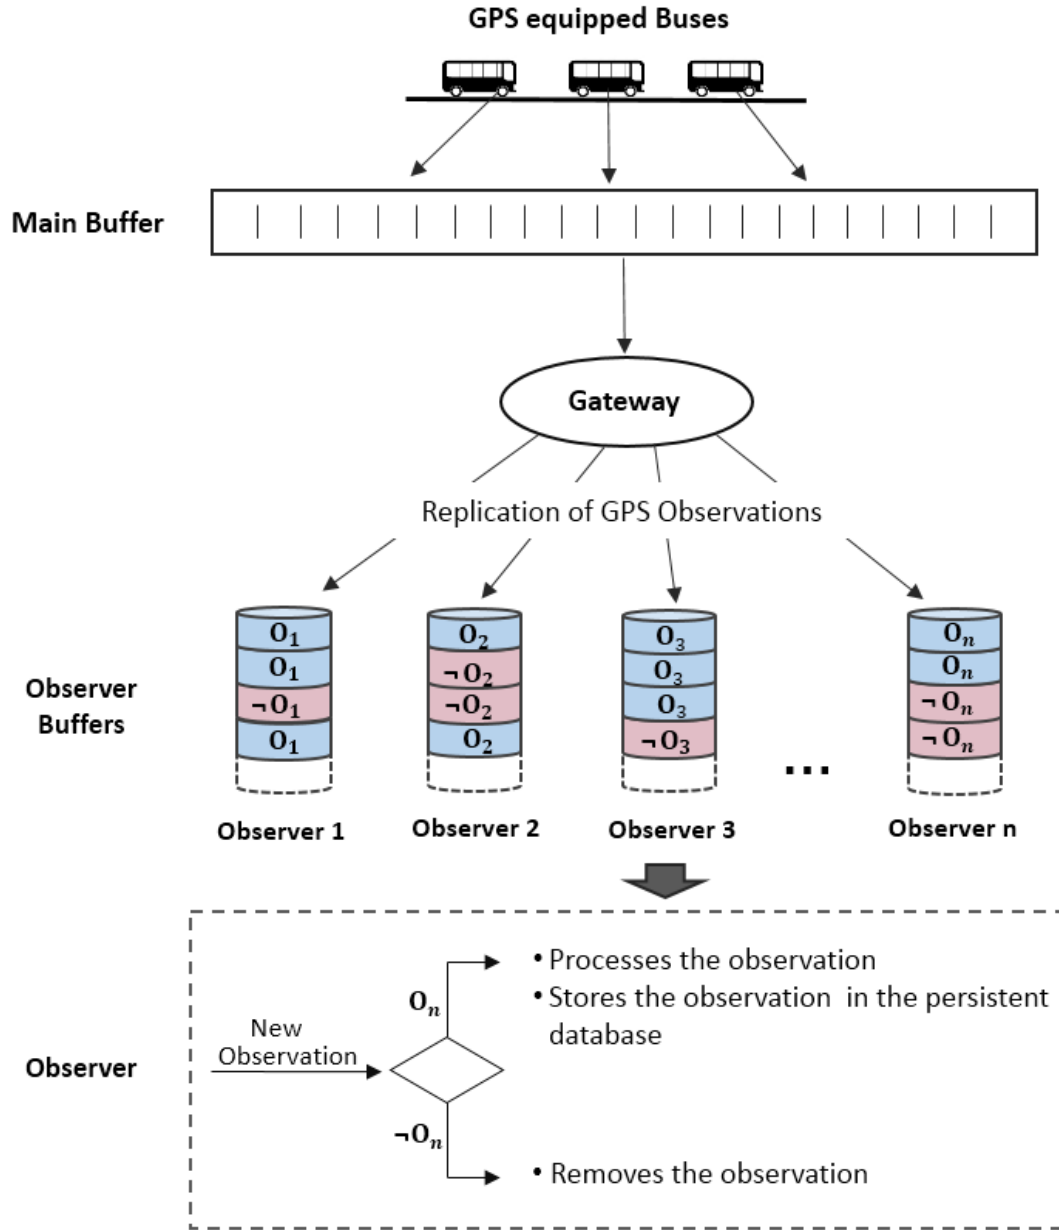 GPS equipped Buses
Main Buffer
Gateway
Replication of GPS Observations
O₁ O₂ O₃ Oₙ
O₁ ¬O₂ O₃ Oₙ
¬O₁ ¬O₂ O₃ ¬Oₙ
O₁ O₂ ¬O₃ ¬Oₙ
Observer
Buffers
...
Observer 1 Observer 2 Observer 3 Observer n
• Processes the observation
• Stores the observation in the persistent
database
Oₙ
New
Observation
Observer
¬Oₙ
• Removes the observation